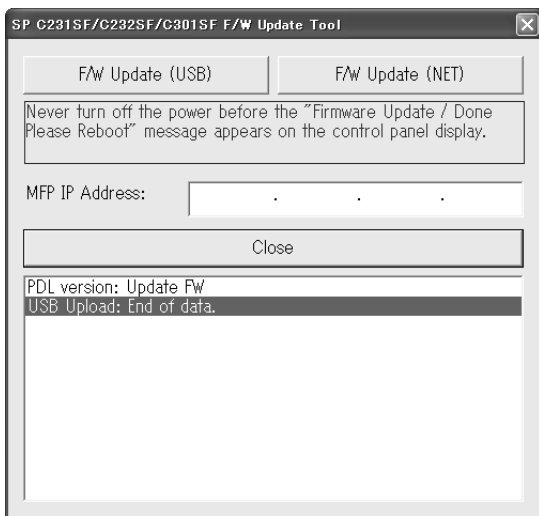 SP C231SF/C232SF/C301SF F/W Update Tool
F/W Update (USB)
F/W Update (NET)
Never turn off the power before the "Firmware Update / Done
Please Reboot" message appears on the control panel display.
MFP IP Address:
. . .
Close
PDL version: Update FW
USB Upload: End of data.